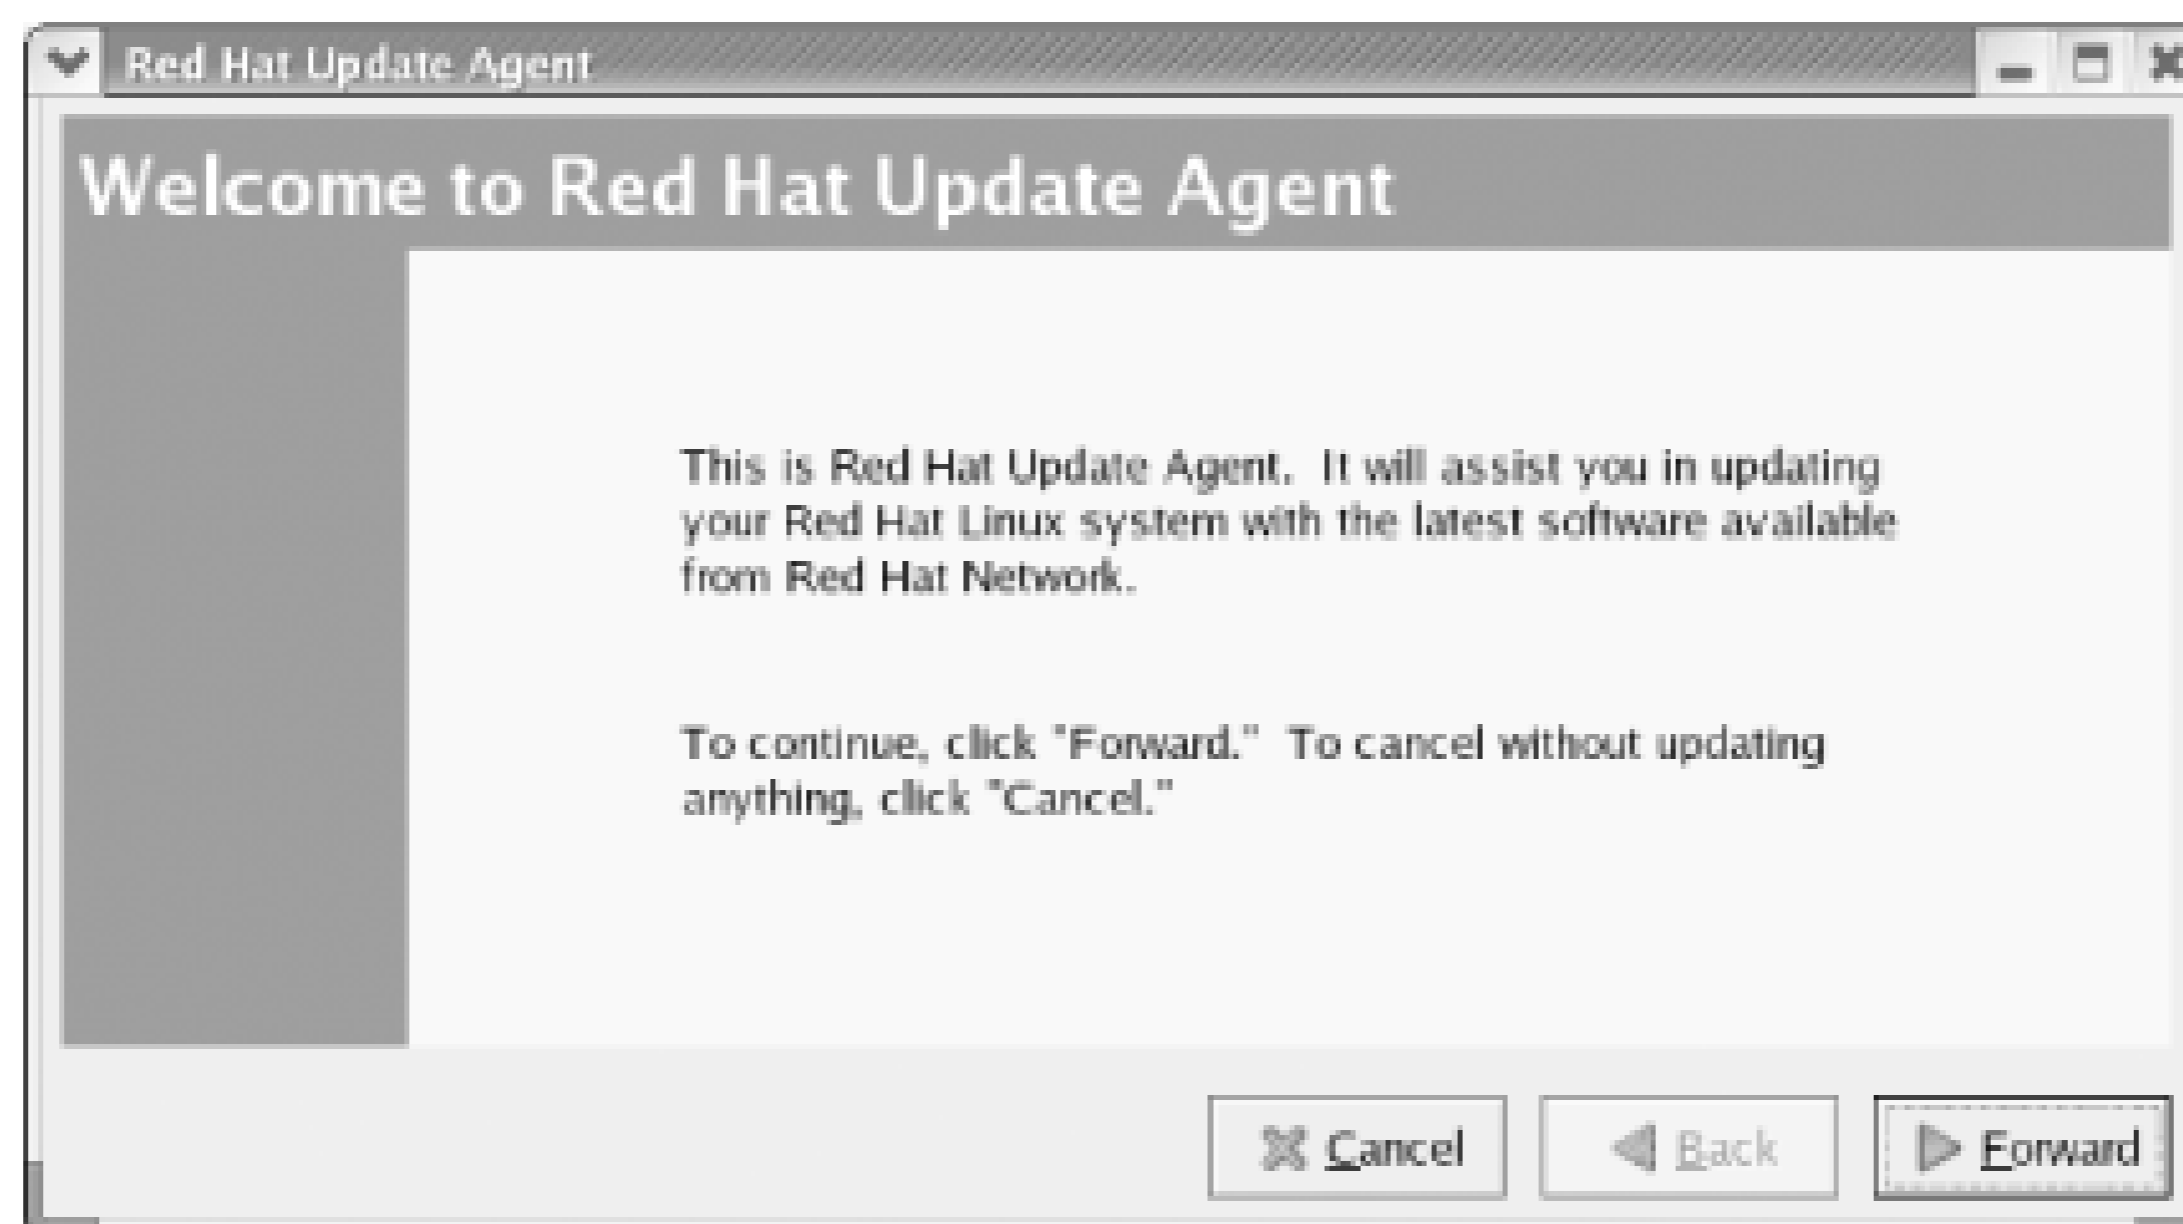 Red Hat Update Agent
Welcome to Red Hat Update Agent
This is Red Hat Update Agent.  It will assist you in updating
your Red Hat Linux system with the latest software available
from Red Hat Network.
To continue, click "Forward."  To cancel without updating
anything, click "Cancel."
Cancel Back Forward